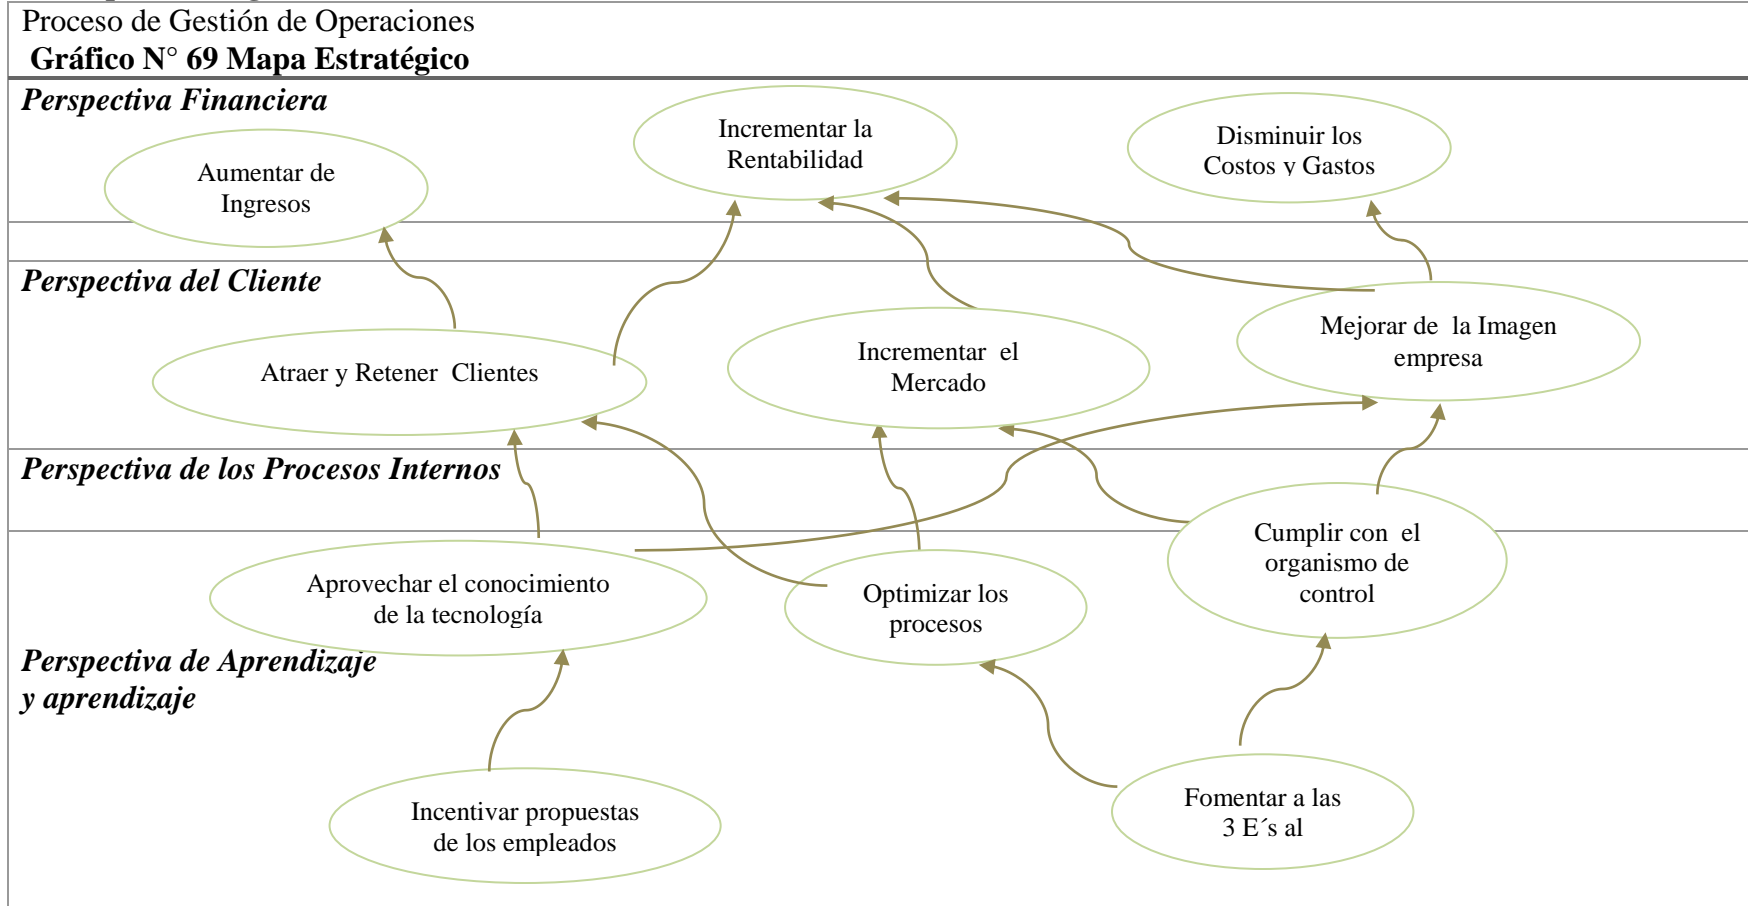 Proceso de Gestión de Operaciones
Gráfico N° 69 Mapa Estratégico
Perspectiva Financiera
Incrementar la
Rentabilidad
Disminuir los
Costos y Gastos
Aumentar de
Ingresos
Perspectiva del Cliente
Mejorar de la Imagen
empresa
Incrementar el
Mercado
Atraer y Retener Clientes
Perspectiva de los Procesos Internos
Cumplir con el
organismo de
control
Aprovechar el conocimiento
de la tecnología
Optimizar los
procesos
Perspectiva de Aprendizaje
y aprendizaje
Incentivar propuestas
de los empleados
Fomentar a las
3 E´s al